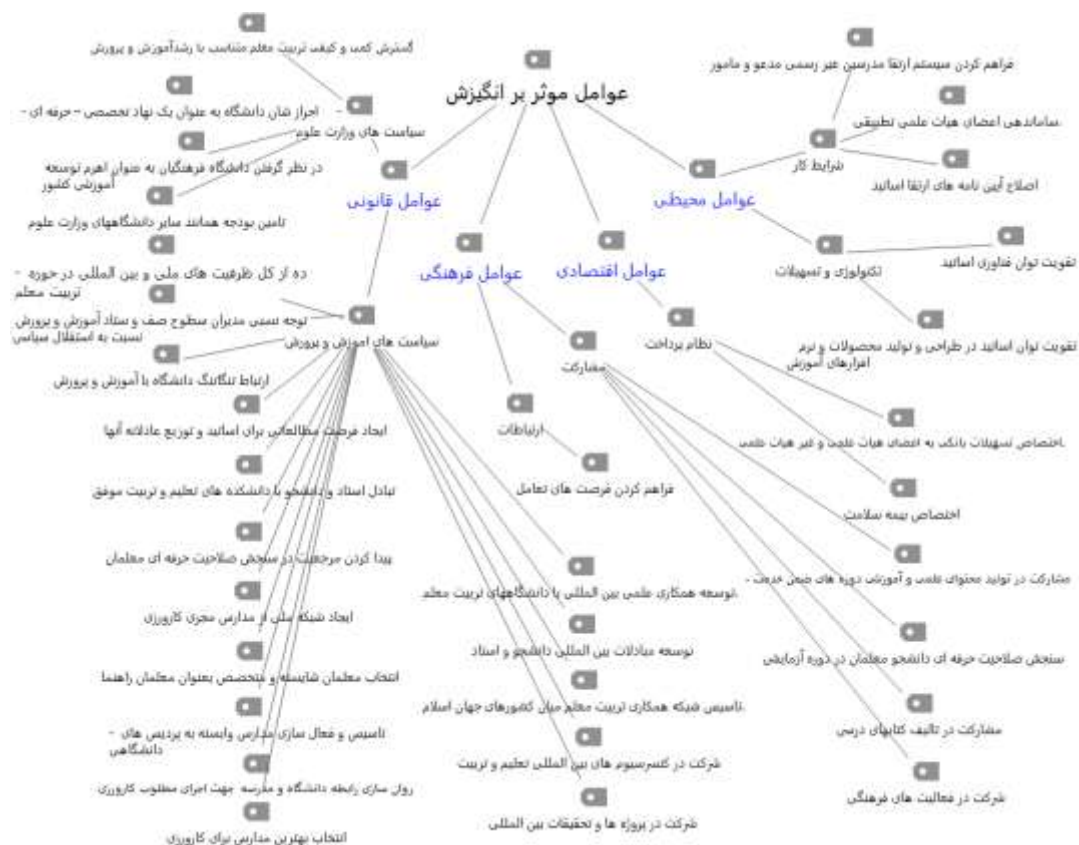 گسترش کمی و کیفی تربیت معلم متناسب با رشدآموزش و پرورش
فراهم کردن سیستم ارتقا مدرسین غیر رسمی مدعو و مامور
عوامل موثر بر انگیزش
احراز شان دانشگاه به عنوان یک نهاد تخصصی – حرفه ای -
سیاست های وزارت علوم
ساماندهی اعضای هیات علمی تطبیقی
شرایط کار
در نظر گرفتن دانشگاه فرهنگیان به عنوان اهرم توسعه
آموزشی کشور
اصلاح آیین نامه های ارتقا اساتید
عوامل قانونی
عوامل محیطی
تامین بودجه همانند سایر دانشگاههای وزارت علوم
تقویت توان فناوری اساتید
عوامل فرهنگی
عوامل اقتصادی
تکنولوژی و تسهیلات
ده از کل ظرفیت های ملی و بین المللی در حوزه -
تربیت معلم
توجه نسبی مدیران سطوح صف و ستاد آموزش و پرورش
نسبت به استقلال سیاسی
سیاست های اموزش و پرورش
نظام پرداخت
تقویت توان اساتید در طراحی و تولید محصولات و نرم
افزارهای آموزش
مشارکت
ارتباط تنگاتنگ دانشگاه با آموزش و پرورش
ایجاد فرصت مطالعاتی برای اساتید و توزیع عادلانه آنها
ارتباطات
اختصاص تسهیلات بانکی به اعضای هیات علمی و غیر هیات علمی
تبادل استاد و دانشجو با دانشکده های تعلیم و تربیت موفق
فراهم کردن فرصت های تعامل
اختصاص بیمه سلامت
پیدا کردن مرجعیت در سنجش صلاحیت حرفه ای معلمان
مشارکت در تولید محتوای علمی و آموزشی دوره های ضمن خدمت -
توسعه همکاری علمی بین المللی با دانشگاههای تربیت معلم
ایجاد شبکه ملی از مدارس مجری کارورزی
توسعه مبادلات بین المللی دانشجو و استاد
سنجش صلاحیت حرفه ای دانشجو معلمان در دوره آزمایشی
انتخاب معلمان شایسته و متخصص بعنوان معلمان راهنما
تاسیس شبکه همکاری تربیت معلم میان کشورهای جهان اسلام
مشارکت در تالیف کتابهای درسی
تاسیس و فعال سازی مدارس وابسته به پردیس های -
دانشگاهی
شرکت در کنسرسیوم های بین المللی تعلیم و تربیت
روان سازی رابطه دانشگاه و مدرسه جهت اجرای مطلوب کارورزی
شرکت در فعالیت های فرهنگی
شرکت در پروژه ها و تحقیقات بین المللی
انتخاب بهترین مدارس برای کارورزی